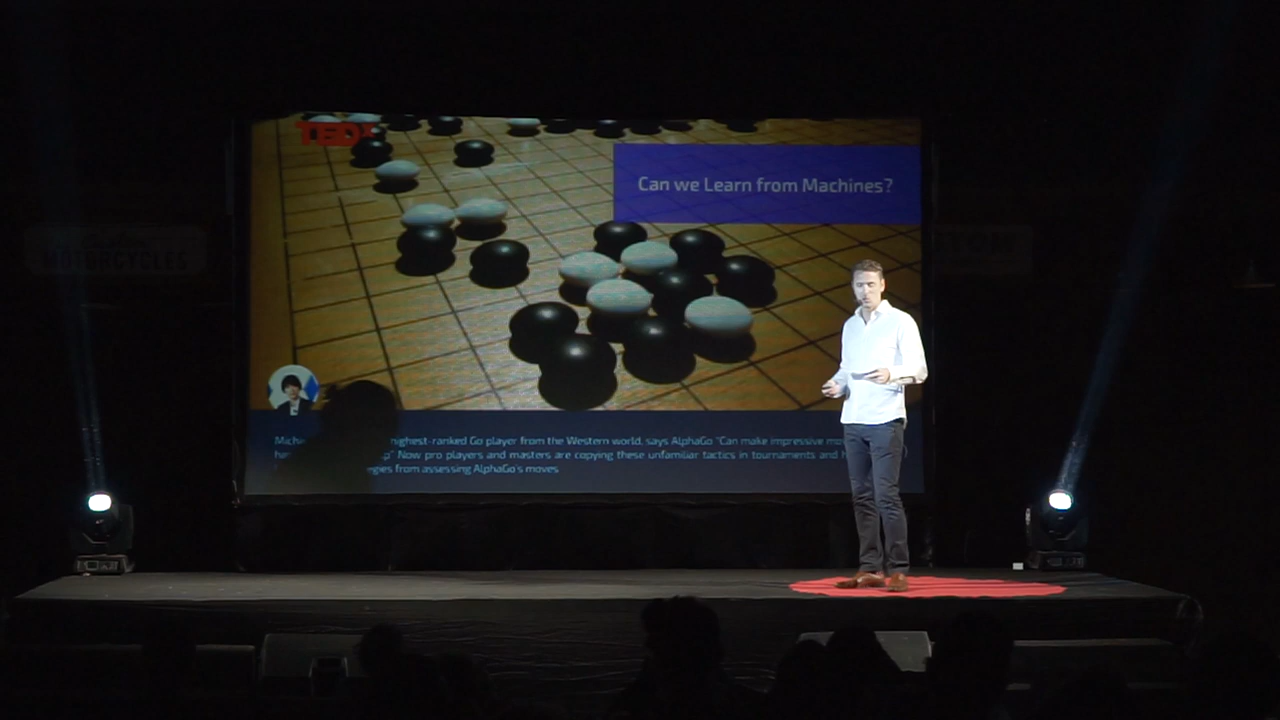 TEDx
Can we Learn from Machines?
highest-ranked Go player from the Western world, says AlphaGo "Can make impressive
Now pro players and masters are copying these unfamiliar tactics in tournaments and
from assessing AlphaGo's moves
MOTORCYCLES